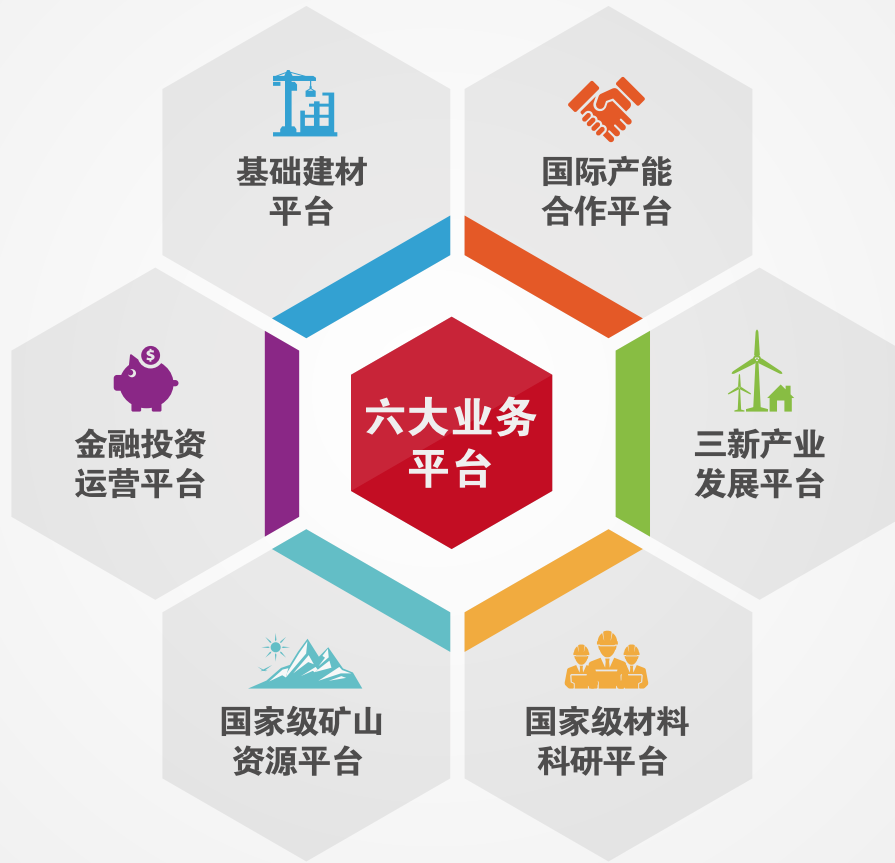 基础建材
平台
国际产能
合作平台
金融投资
运营平台
六大业务
平台
三新产业
发展平台
国家级矿山
资源平台
国家级材料
科研平台